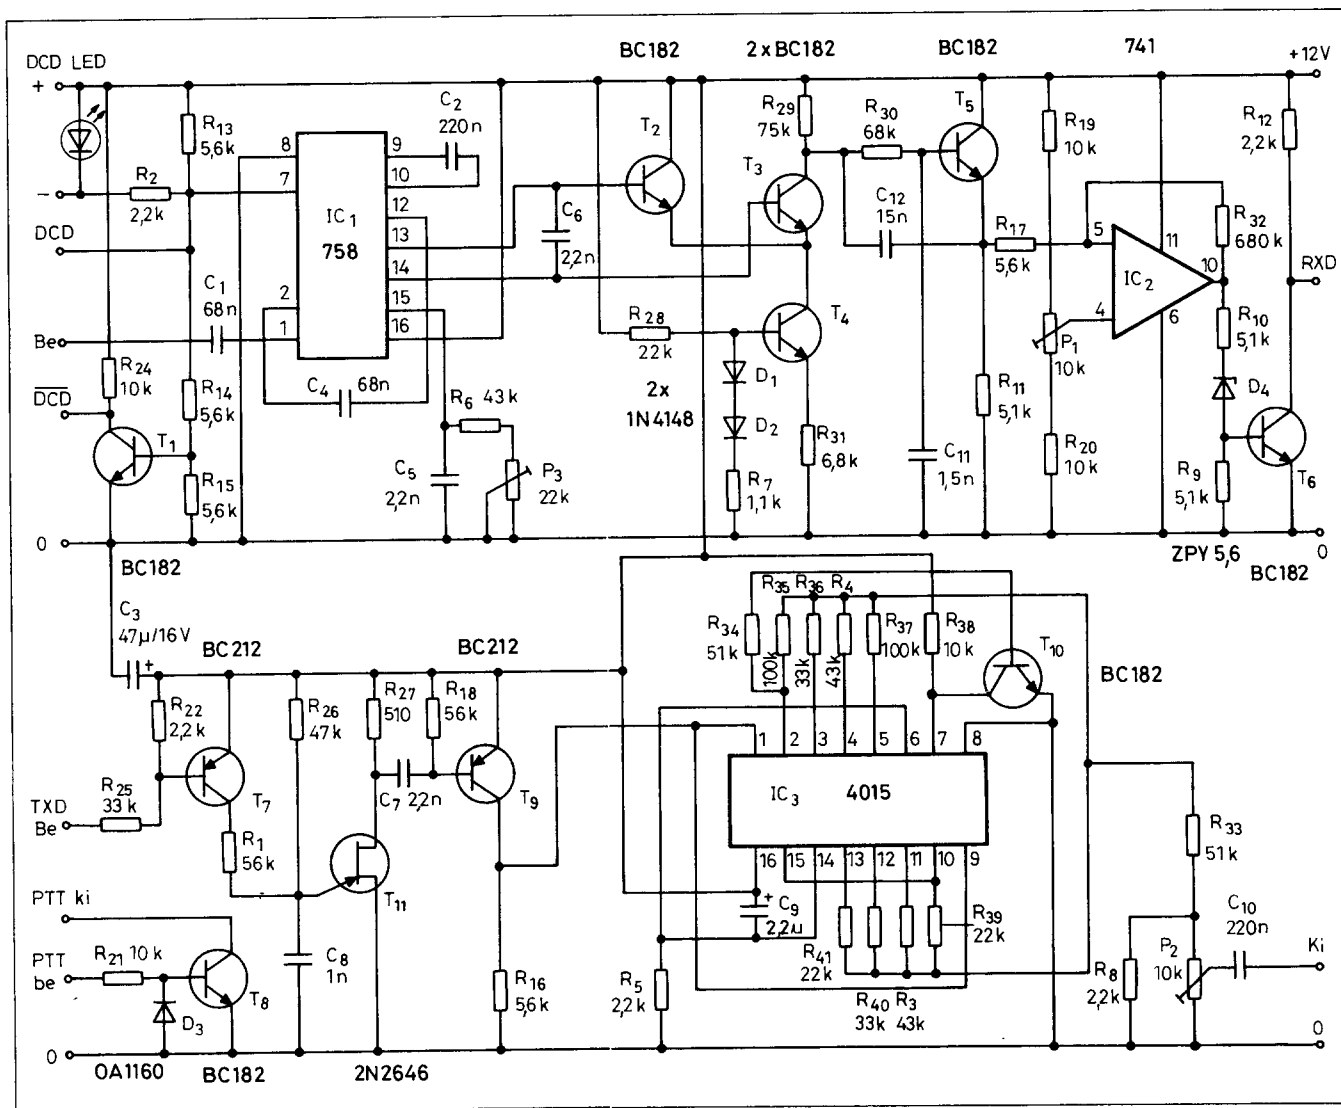 BC182
2 x BC182
BC182
741
DCD LED
+12V
+
R13
5,6k
C2
220n
T2
R29
75k
R30
68k
T5
R19
10k
R12
2,2k
8
9
7
10
−
R2
2,2k
IC1
758
12
13
14
15
16
2
1
C6
2,2n
T3
C12
15n
R17
5,6k
5
11
IC2
10
4
6
R32
680k
DCD
RXD
C1
68n
Be
R28
22k
T4
P1
10k
R10
5,1k
R24
10k
DCD
R14
5,6k
C4
68n
R6
43k
2x
1N4148
D1
D2
R11
5,1k
D4
T1
R15
5,6k
C5
2,2n
P3
22k
R7
1,1k
R31
6,8k
C11
1,5n
R20
10k
R9
5,1k
T6
0
BC182
ZPY 5,6
0
BC182
C3
47µ/16V
+
BC212
BC212
R34
51k
R35
100k
R36
33k
R4
43k
R37
100k
R38
10k
T10
BC182
R22
2,2k
R26
47k
R27
510
R18
56k
1
2
3
4
5
6
7
8
IC3
4015
16
15
14
13
12
11
10
9
R25
33k
TXD
Be
T7
C7
2,2n
T9
R33
51k
R1
56k
T11
PTT ki
+
C9
2,2µ
R39
22k
C10
220n
Ki
PTT
be
R21
10k
T8
C8
1n
R16
5,6k
R5
2,2k
R41
22k
R40
33k
R3
43k
R8
2,2k
P2
10k
D3
0
0
OA1160
BC182
2N2646